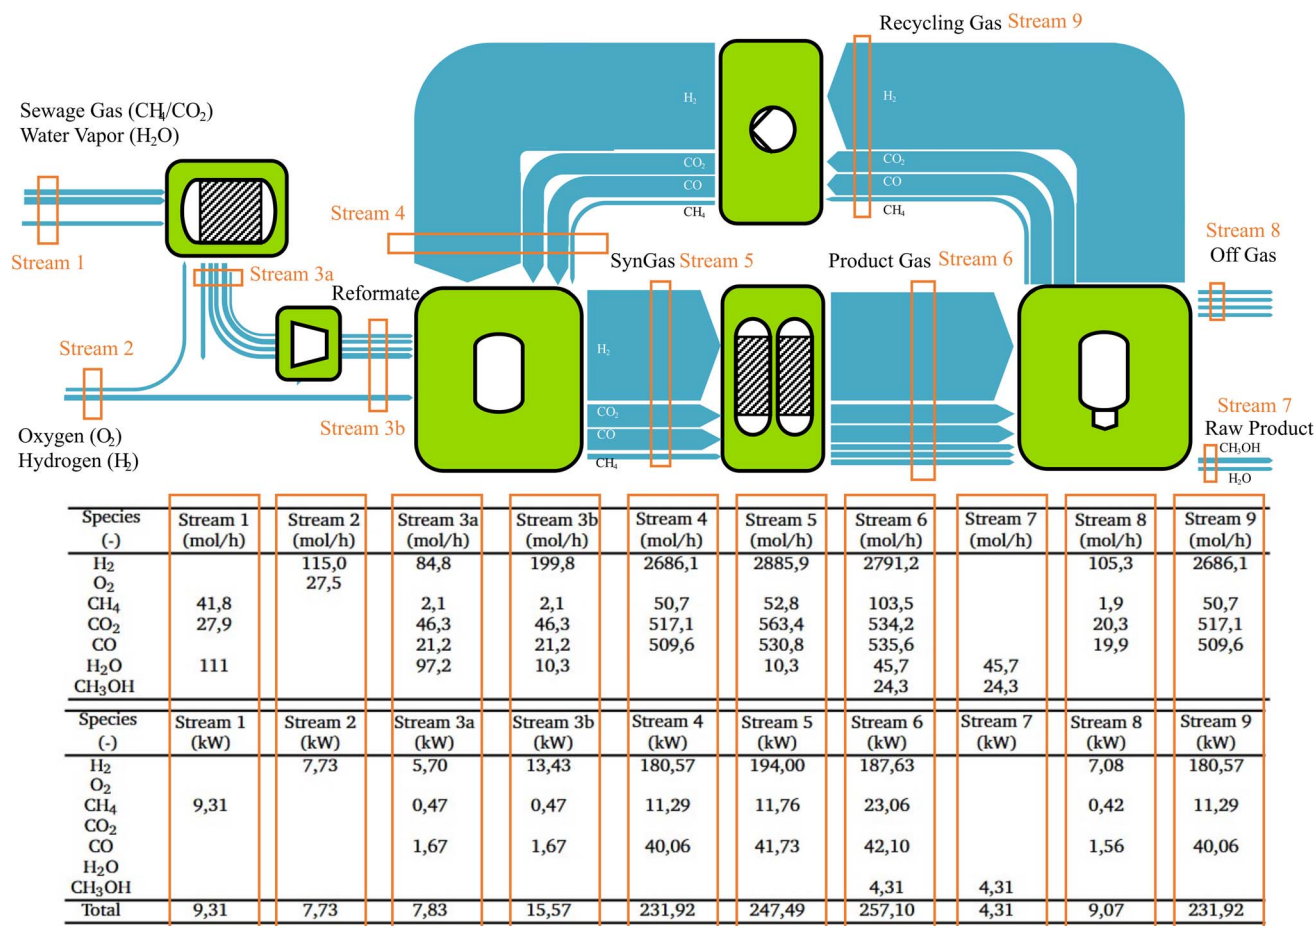 Recycling Gas Stream 9
Sewage Gas (CH₄/CO₂)
Water Vapor (H₂O)
H₂ H₂
CO₂ CO₂
CO CO
CH₄ CH₄
Stream 4
Stream 1
Stream 3a
SynGas Stream 5
Product Gas Stream 6
Stream 8
Off Gas
Reformate
Stream 2
H₂
Stream 3b
CO₂
CO
CH₄
Stream 7
Raw Product
CH₃OH
H₂O
Oxygen (O₂)
Hydrogen (H₂)
Species Stream 1 Stream 2 Stream 3a Stream 3b Stream 4 Stream 5 Stream 6 Stream 7 Stream 8 Stream 9
(-) (mol/h) (mol/h) (mol/h) (mol/h) (mol/h) (mol/h) (mol/h) (mol/h) (mol/h) (mol/h)
H₂ 115,0 84,8 199,8 2686,1 2885,9 2791,2 105,3 2686,1
O₂ 27,5
CH₄ 41,8 2,1 2,1 50,7 52,8 103,5 1,9 50,7
CO₂ 27,9 46,3 46,3 517,1 563,4 534,2 20,3 517,1
CO 21,2 21,2 509,6 530,8 535,6 19,9 509,6
H₂O 111 97,2 10,3 10,3 45,7 45,7
CH₃OH 24,3 24,3
Species Stream 1 Stream 2 Stream 3a Stream 3b Stream 4 Stream 5 Stream 6 Stream 7 Stream 8 Stream 9
(-) (kW) (kW) (kW) (kW) (kW) (kW) (kW) (kW) (kW) (kW)
H₂ 7,73 5,70 13,43 180,57 194,00 187,63 7,08 180,57
O₂
CH₄ 9,31 0,47 0,47 11,29 11,76 23,06 0,42 11,29
CO₂
CO 1,67 1,67 40,06 41,73 42,10 1,56 40,06
H₂O
CH₃OH 4,31 4,31
Total 9,31 7,73 7,83 15,57 231,92 247,49 257,10 4,31 9,07 231,92